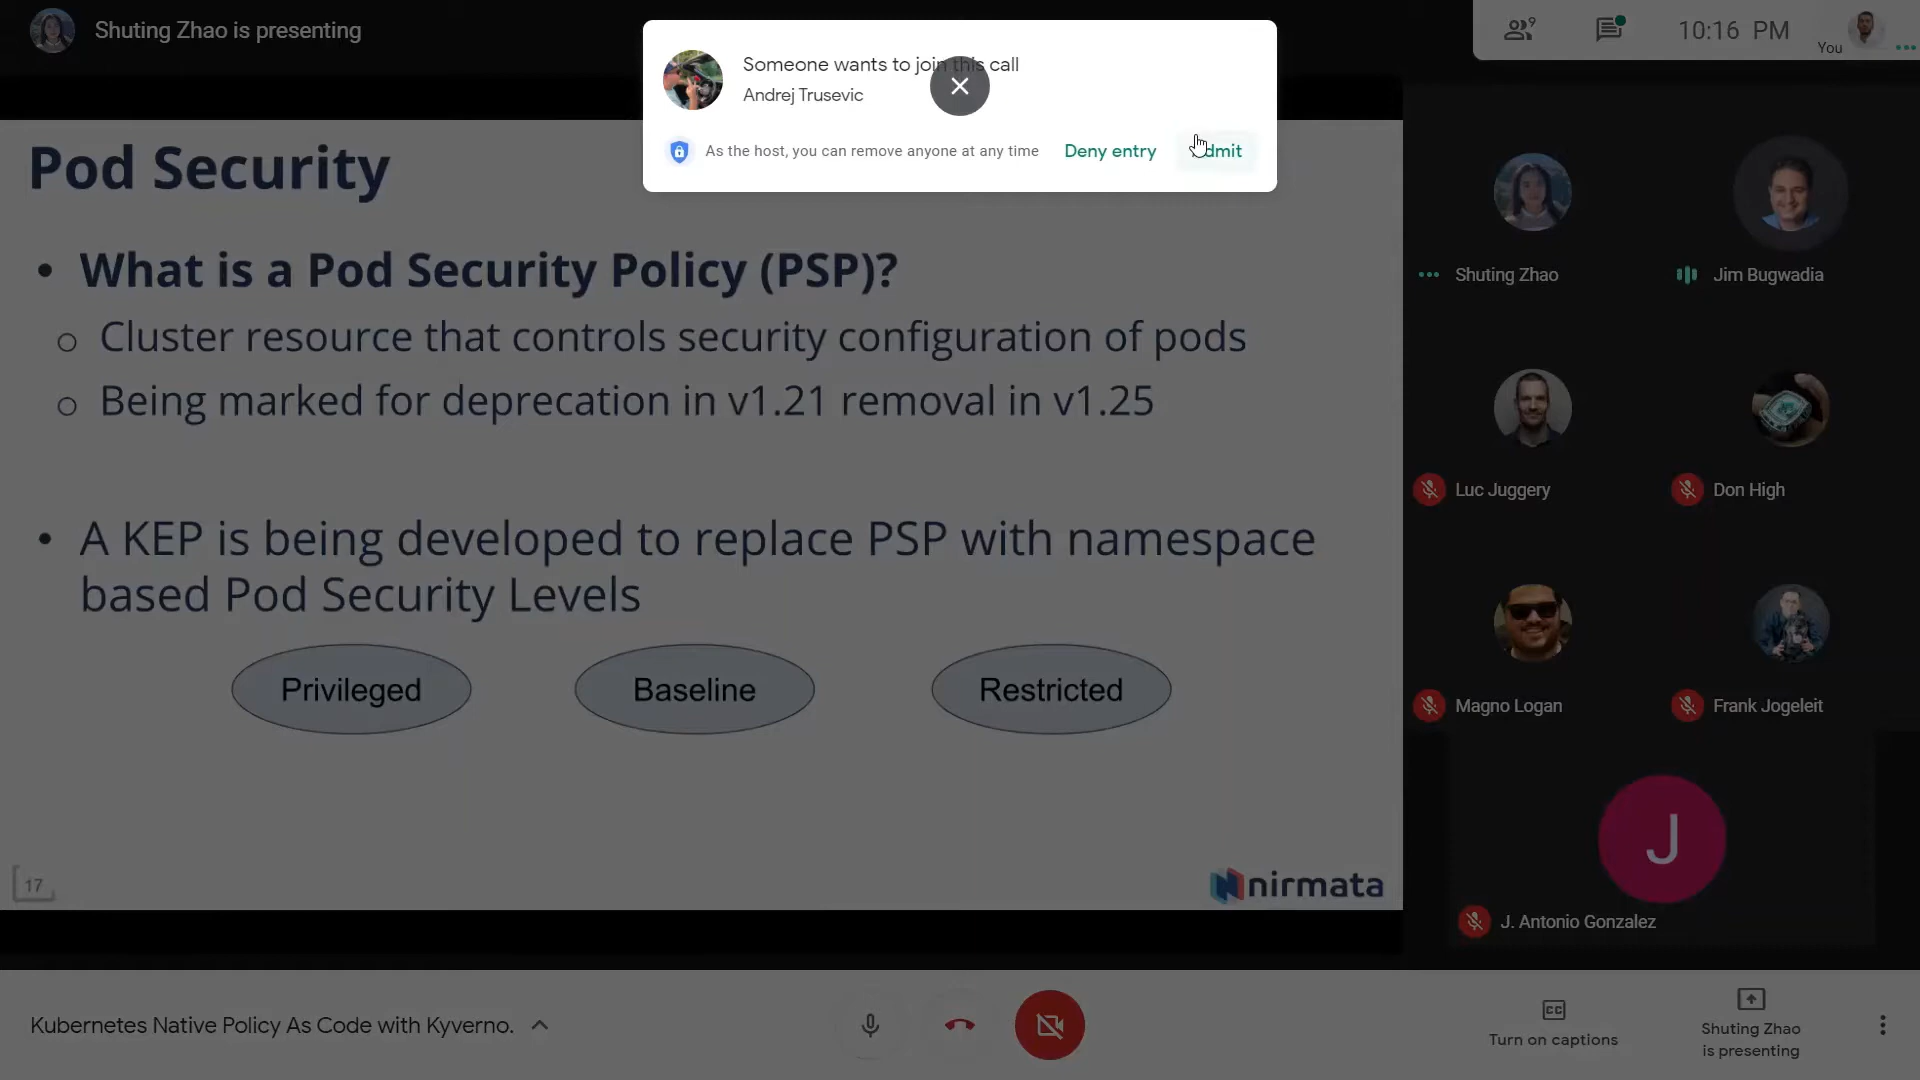 Shuting Zhao is presenting
Someone wants to join this call
Andrej Trusevic
As the host, you can remove anyone at any time
Deny entry
Admit
9
10:16 PM
You
Pod Security
• What is a Pod Security Policy (PSP)?
○ Cluster resource that controls security configuration of pods
○ Being marked for deprecation in v1.21 removal in v1.25
• A KEP is being developed to replace PSP with namespace
based Pod Security Levels
Privileged
Baseline
Restricted
17
nirmata
Shuting Zhao
Jim Bugwadia
Luc Juggery
Don High
Magno Logan
Frank Jogeleit
J
J. Antonio Gonzalez
Kubernetes Native Policy As Code with Kyverno.
CC
Turn on captions
Shuting Zhao
is presenting